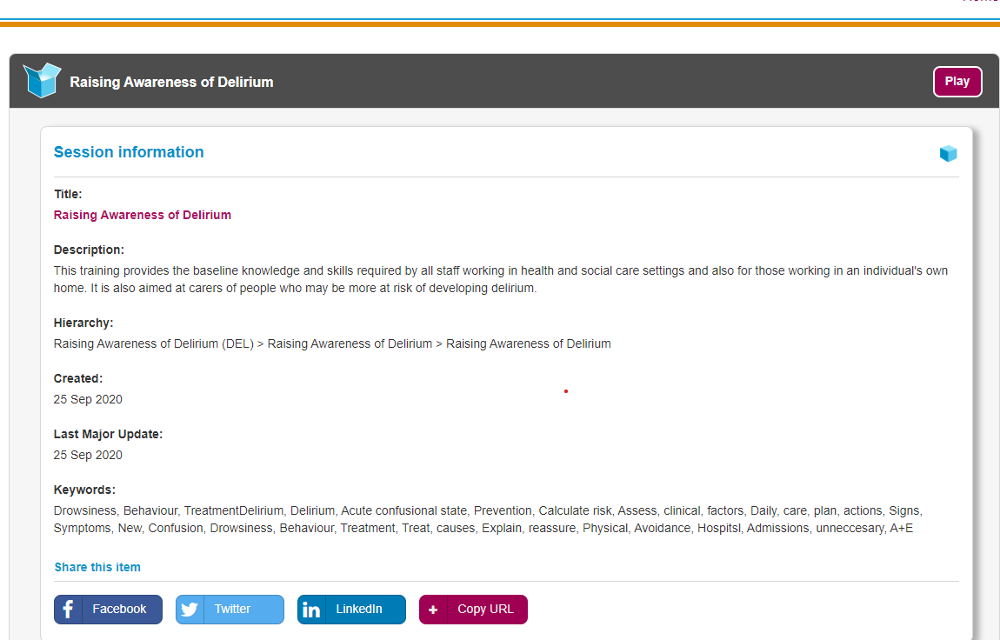 Raising Awareness of Delirium
Play
Session information
Title:
Raising Awareness of Delirium
Description:
This training provides the baseline knowledge and skills required by all staff working in health and social care settings and also for those working in an individual's own
home. It is also aimed at carers of people who may be more at risk of developing delirium.
Hierarchy:
Raising Awareness of Delirium (DEL) > Raising Awareness of Delirium > Raising Awareness of Delirium
Created:
25 Sep 2020
Last Major Update:
25 Sep 2020
Keywords:
Drowsiness, Behaviour, TreatmentDelirium, Delirium, Acute confusional state, Prevention, Calculate risk, Assess, clinical, factors, Daily, care, plan, actions, Signs,
Symptoms, New, Confusion, Drowsiness, Behaviour, Treatment, Treat, causes, Explain, reassure, Physical, Avoidance, Hospitsl, Admissions, unneccesary, A+E
Share this item
Facebook
Twitter
LinkedIn
Copy URL